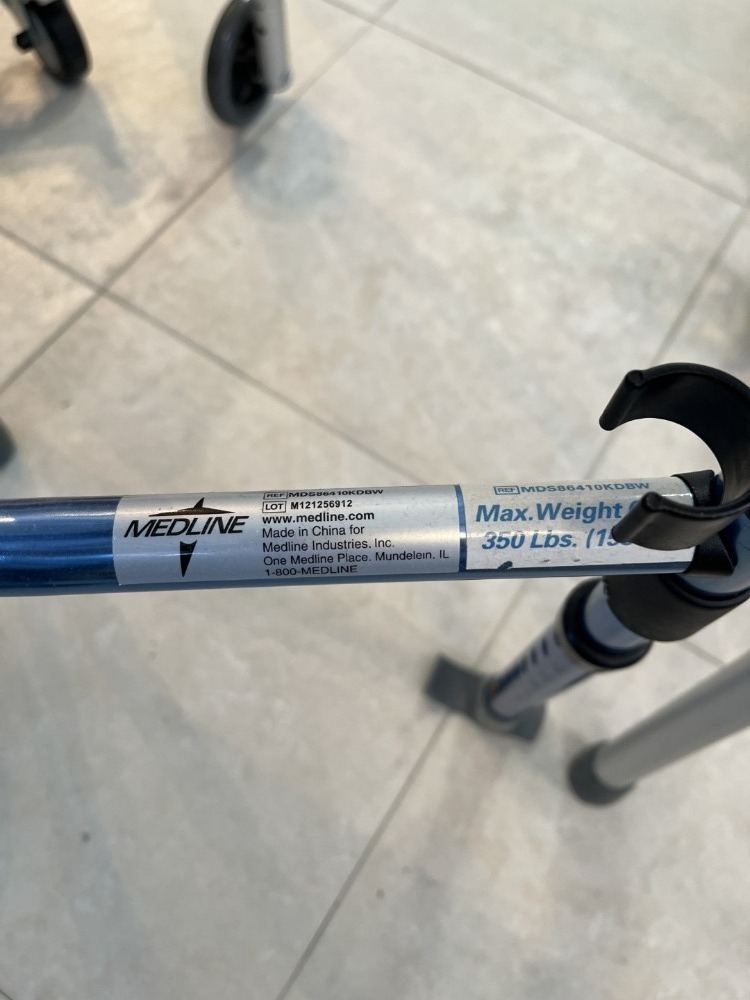 MEDLINE
REF MDS86410KDBW
LOT M121256912
www.medline.com
Made in China for
Medline Industries, Inc.
One Medline Place, Mundelein, IL
1-800-MEDLINE
REF MDS86410KDBW
Max. Weight
350 Lbs.